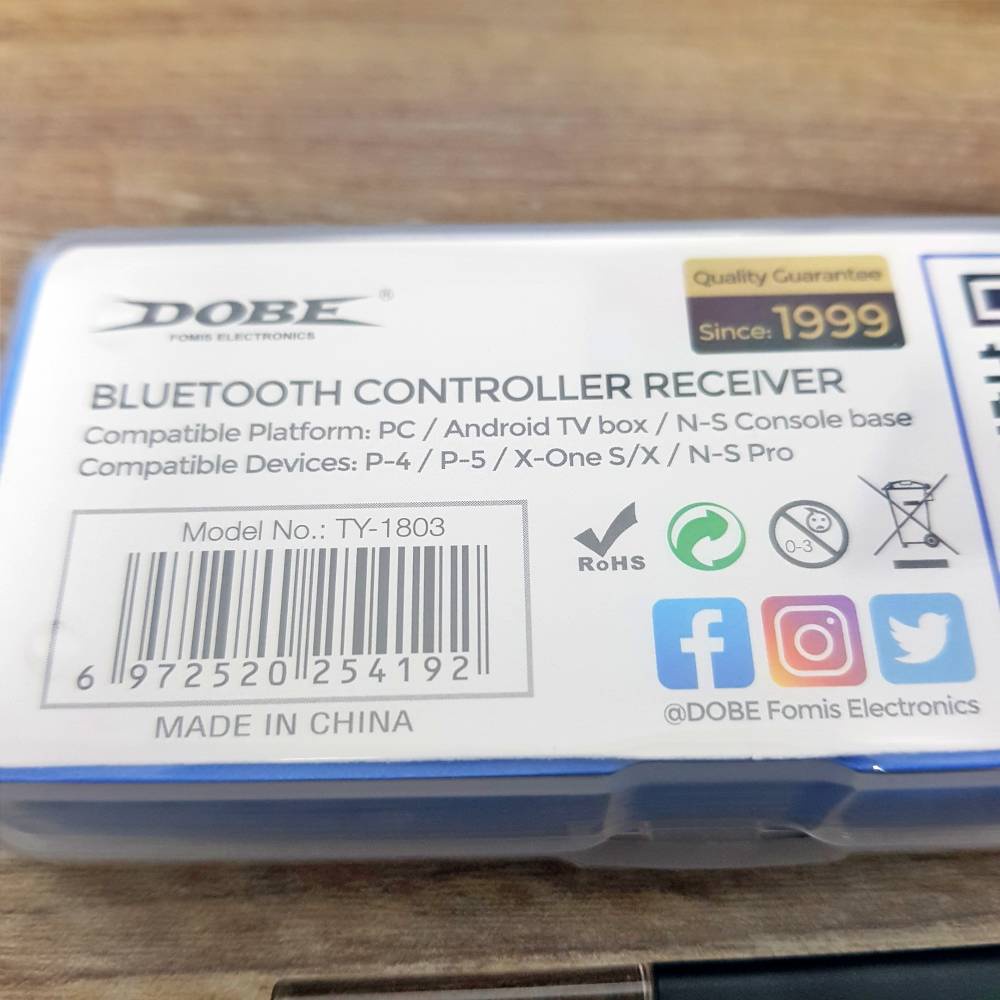 DOBE ®
FOMIS ELECTRONICS
Quality Guarantee
Since: 1999
BLUETOOTH CONTROLLER RECEIVER
Compatible Platform: PC / Android TV box / N-S Console base
Compatible Devices: P-4 / P-5 / X-One S/X / N-S Pro
Model No.: TY-1803
6 972520 254192
MADE IN CHINA
RoHS
0-3
@DOBE Fomis Electronics